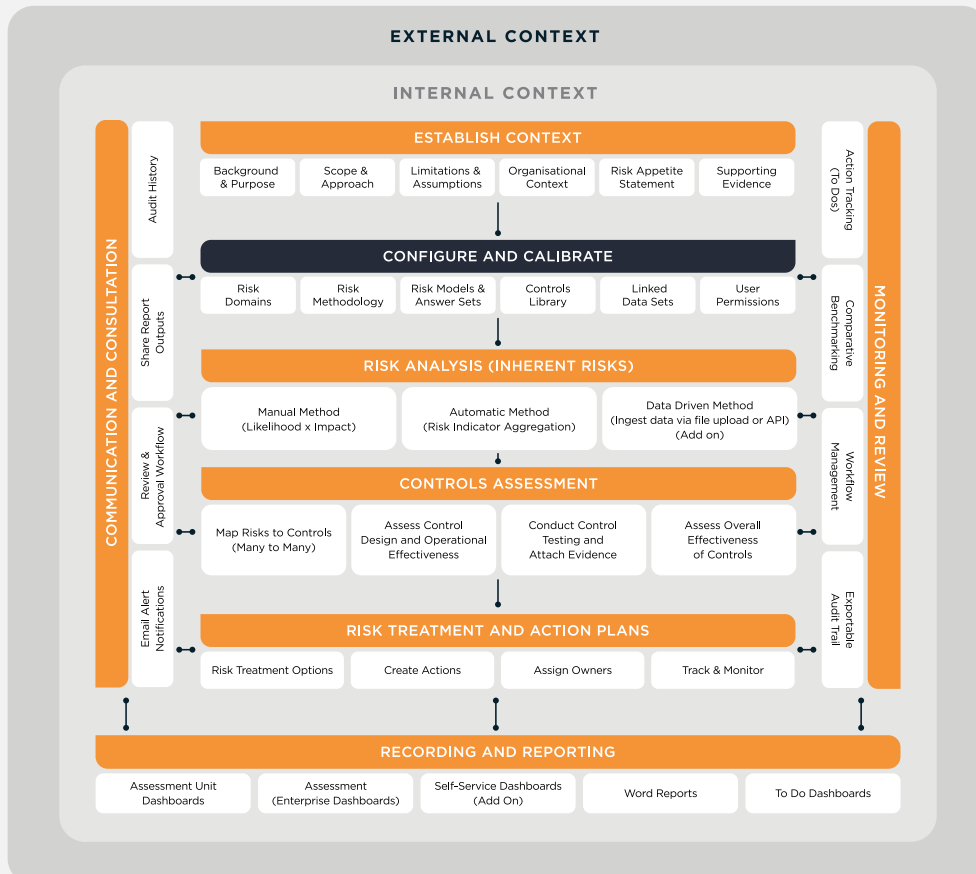 EXTERNAL CONTEXT
INTERNAL CONTEXT
COMMUNICATION AND CONSULTATION
Audit History
Share Report
Outputs
Review &
Approval Workflow
Email Alert
Notifications
ESTABLISH CONTEXT
Background
& Purpose
Scope &
Approach
Limitations &
Assumptions
Organisational
Context
Risk Appetite
Statement
Supporting
Evidence
CONFIGURE AND CALIBRATE
Risk
Domains
Risk
Methodology
Risk Models &
Answer Sets
Controls
Library
Linked
Data Sets
User
Permissions
RISK ANALYSIS (INHERENT RISKS)
Manual Method
(Likelihood x Impact)
Automatic Method
(Risk Indicator Aggregation)
Data Driven Method
(Ingest data via file upload or API)
(Add on)
CONTROLS ASSESSMENT
Map Risks to Controls
(Many to Many)
Assess Control
Design and Operational
Effectiveness
Conduct Control
Testing and
Attach Evidence
Assess Overall
Effectiveness
of Controls
RISK TREATMENT AND ACTION PLANS
Risk Treatment Options
Create Actions
Assign Owners
Track & Monitor
Action Tracking
(To Dos)
Comparative
Benchmarking
Workflow
Management
Exportable
Audit Trail
MONITORING AND REVIEW
RECORDING AND REPORTING
Assessment Unit
Dashboards
Assessment
(Enterprise Dashboards)
Self-Service Dashboards
(Add On)
Word Reports
To Do Dashboards